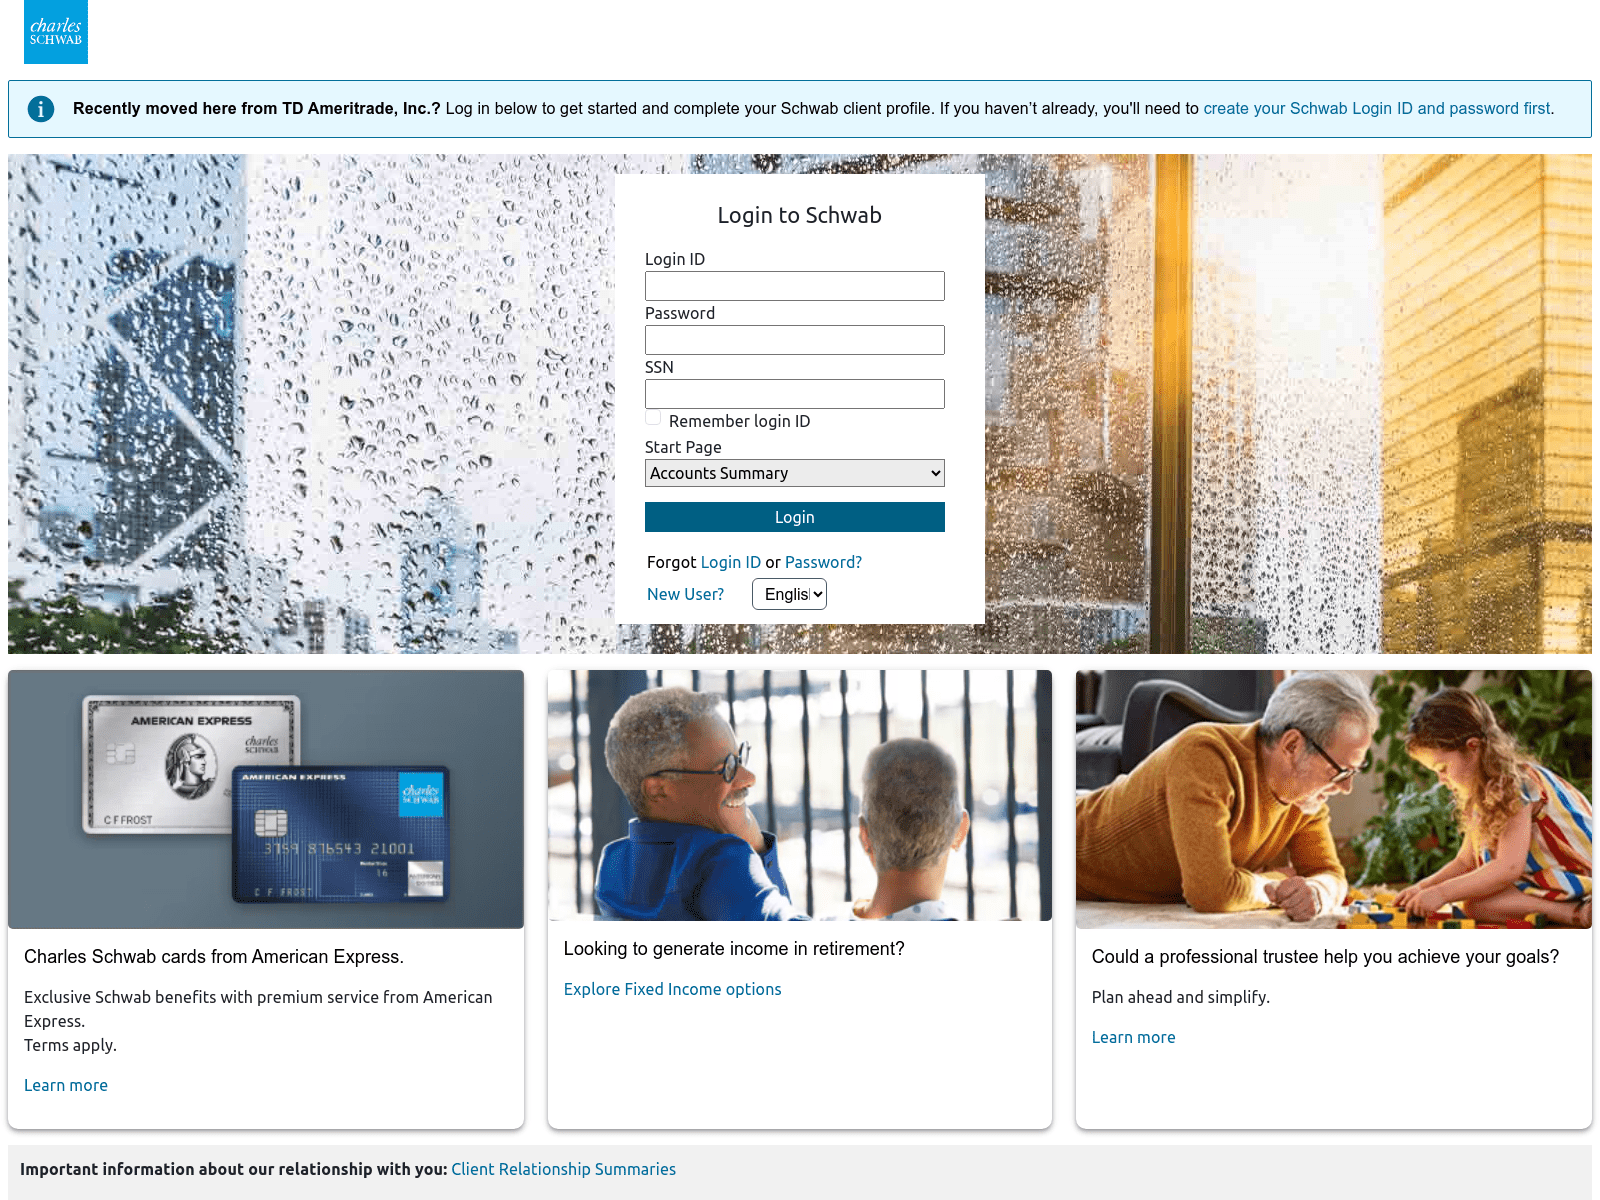 charles
SCHWAB
Recently moved here from TD Ameritrade, Inc.? Log in below to get started and complete your Schwab client profile. If you haven’t already, you'll need to create your Schwab Login ID and password first.
Login to Schwab
Login ID
Password
SSN
Remember login ID
Start Page
Accounts Summary
Login
Forgot Login ID or Password?
New User?
Englis
AMERICAN EXPRESS
charles
SCHWAB
C F FROST
AMERICAN EXPRESS
charles
SCHWAB
3759 876543 21001
16
C F FROST
AMERICAN EXPRESS
Charles Schwab cards from American Express.
Exclusive Schwab benefits with premium service from American
Express.
Terms apply.
Learn more
Looking to generate income in retirement?
Explore Fixed Income options
Could a professional trustee help you achieve your goals?
Plan ahead and simplify.
Learn more
Important information about our relationship with you: Client Relationship Summaries